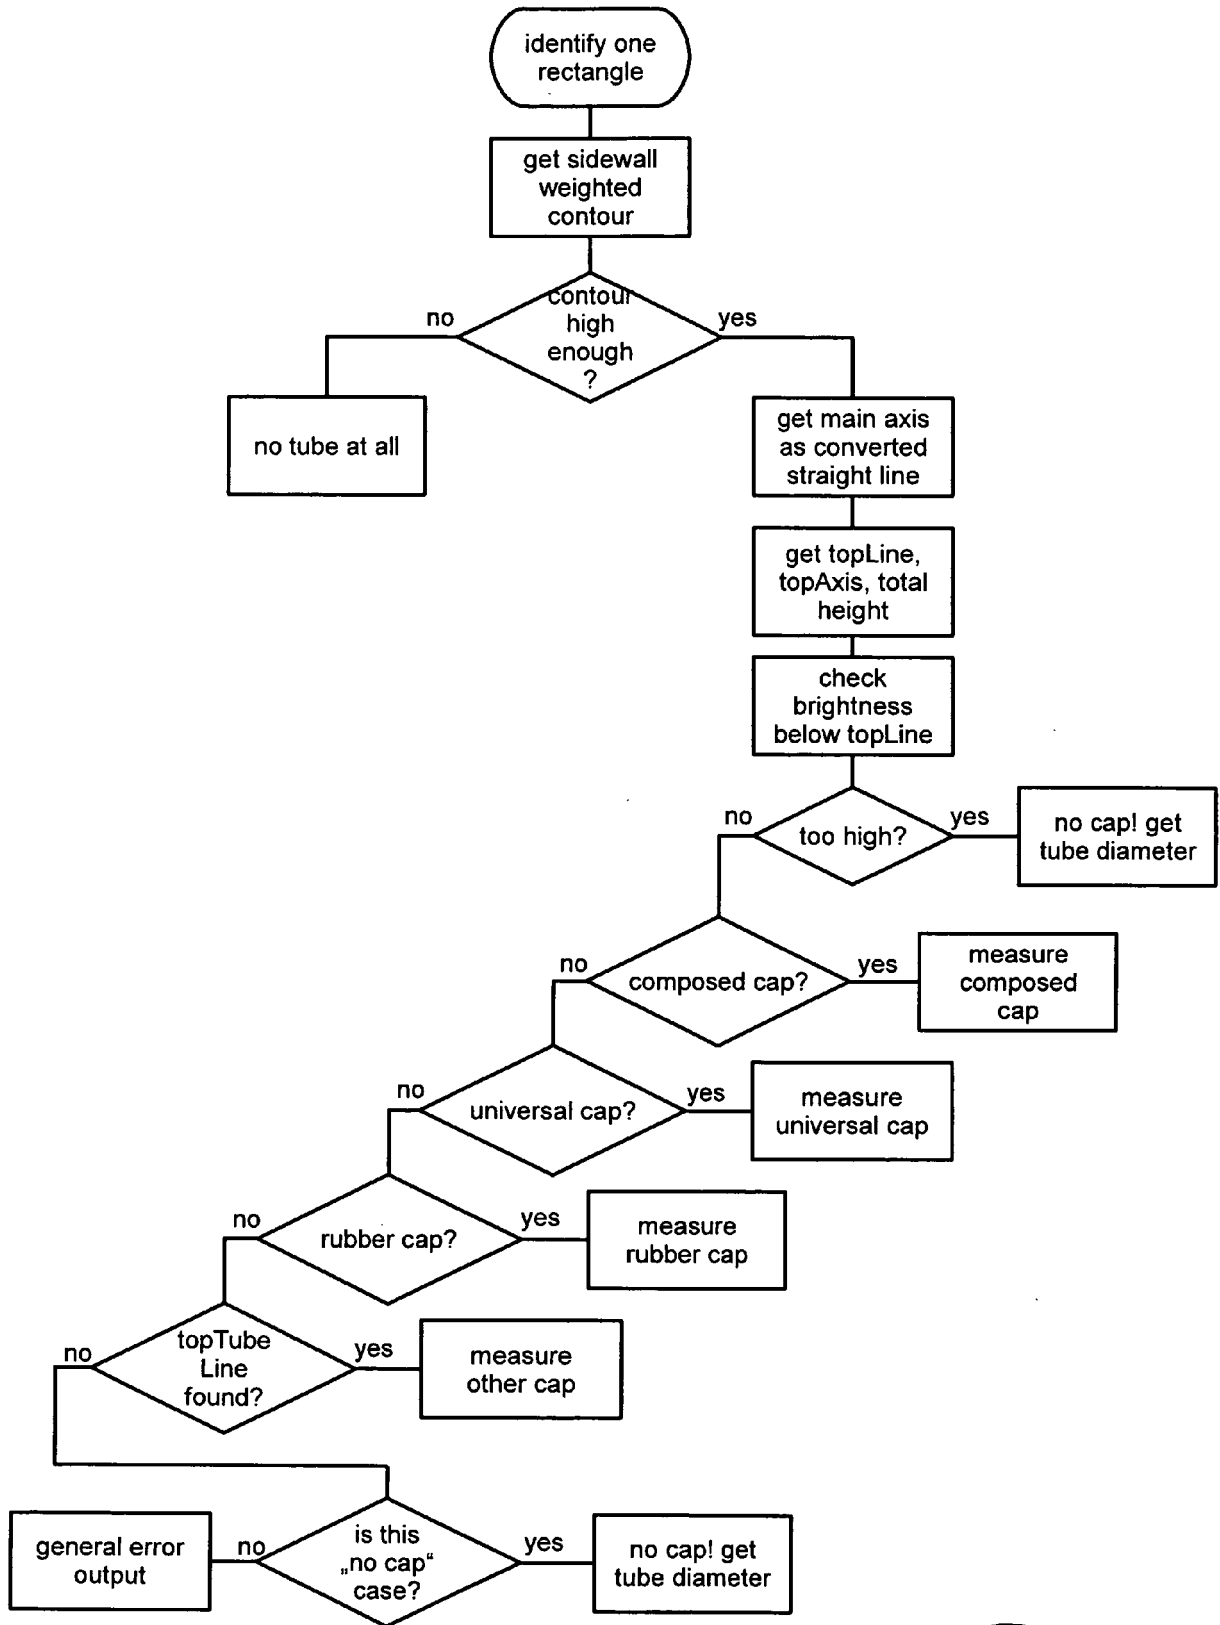 identify one
rectangle
get sidewall
weighted
contour
contour
high
enough
?
no
yes
no tube at all
get main axis
as converted
straight line
get topLine,
topAxis, total
height
check
brightness
below topLine
too high?
no
yes
no cap! get
tube diameter
composed cap?
no
yes
measure
composed
cap
universal cap?
no
yes
measure
universal cap
rubber cap?
no
yes
measure
rubber cap
topTube
Line
found?
no
yes
measure
other cap
is this
„no cap“
case?
no
yes
general error
output
no cap! get
tube diameter